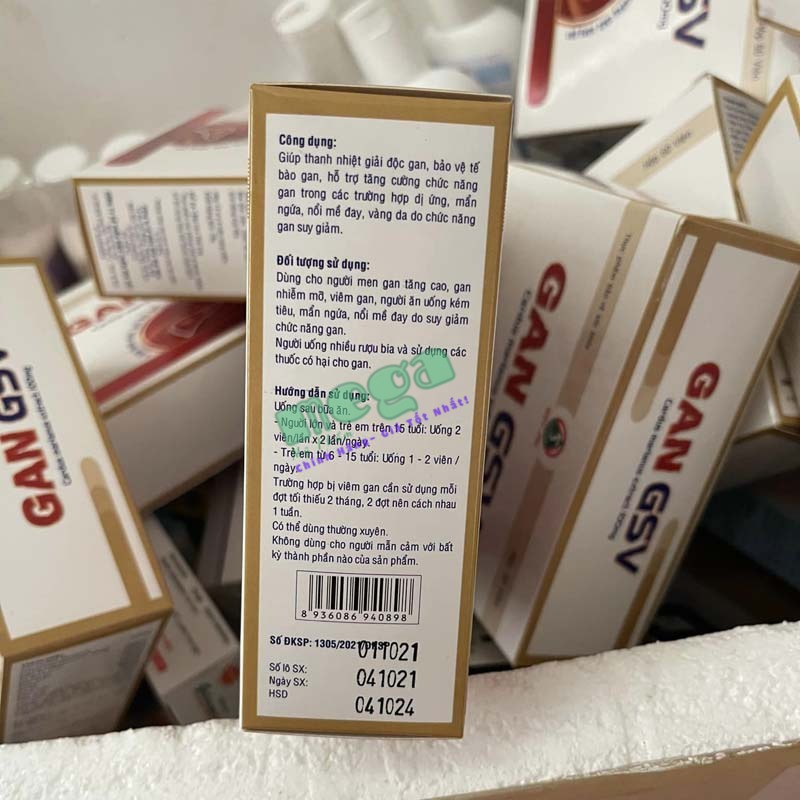 Công dụng:
Giúp thanh nhiệt giải độc gan, bảo vệ tế
bào gan, hỗ trợ tăng cường chức năng
gan trong các trường hợp dị ứng, mẩn
ngứa, nổi mề đay, vàng da do chức năng
gan suy giảm.
Đối tượng sử dụng:
Dùng cho người men gan tăng cao, gan
nhiễm mỡ, viêm gan, người ăn uống kém
tiêu, mẩn ngứa, nổi mề đay do suy giảm
chức năng gan.
Người uống nhiều rượu bia và sử dụng các
thuốc có hại cho gan.
Hướng dẫn sử dụng:
Uống sau bữa ăn.
Người lớn và trẻ em trên 15 tuổi: Uống 2
viên/lần x 2 lần/ngày
- Trẻ em từ 6 - 15 tuổi: Uống 1 - 2 viên /
ngày
Trường hợp bị viêm gan cần sử dụng mỗi
đợt tối thiểu 2 tháng, 2 đợt nên cách nhau
1 tuần.
Có thể dùng thường xuyên.
Không dùng cho người mẫn cảm với bất
kỳ thành phần nào của sản phẩm.
8 936086 940898
Số ĐKSP: 1305/2021/ĐKSP
Số lô SX: 011021
Ngày SX: 041021
HSD 041024
mega
Chính Hãng - Giá Tốt Nhất!
GAN GSV
GAN GSV
GAN GSV
GSV